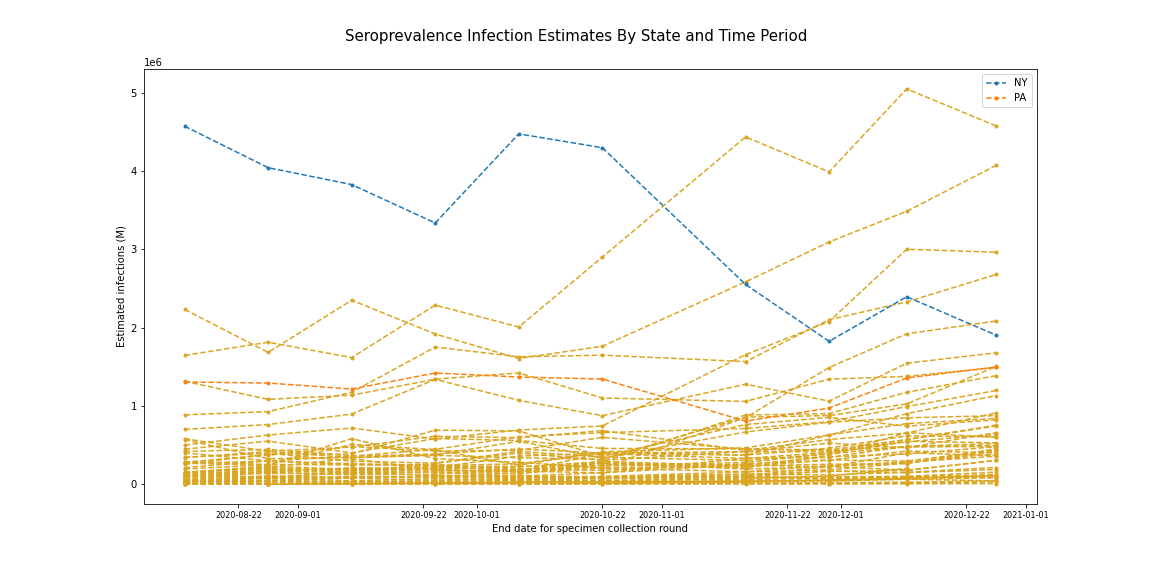 Seroprevalence Infection Estimates By State and Time Period
1e6
NY
PA
5
4
3
2
1
0
Estimated infections (M)
2020-08-22 2020-09-01 2020-09-22 2020-10-01 2020-10-22 2020-11-01 2020-11-22 2020-12-01 2020-12-22 2021-01-01
End date for specimen collection round